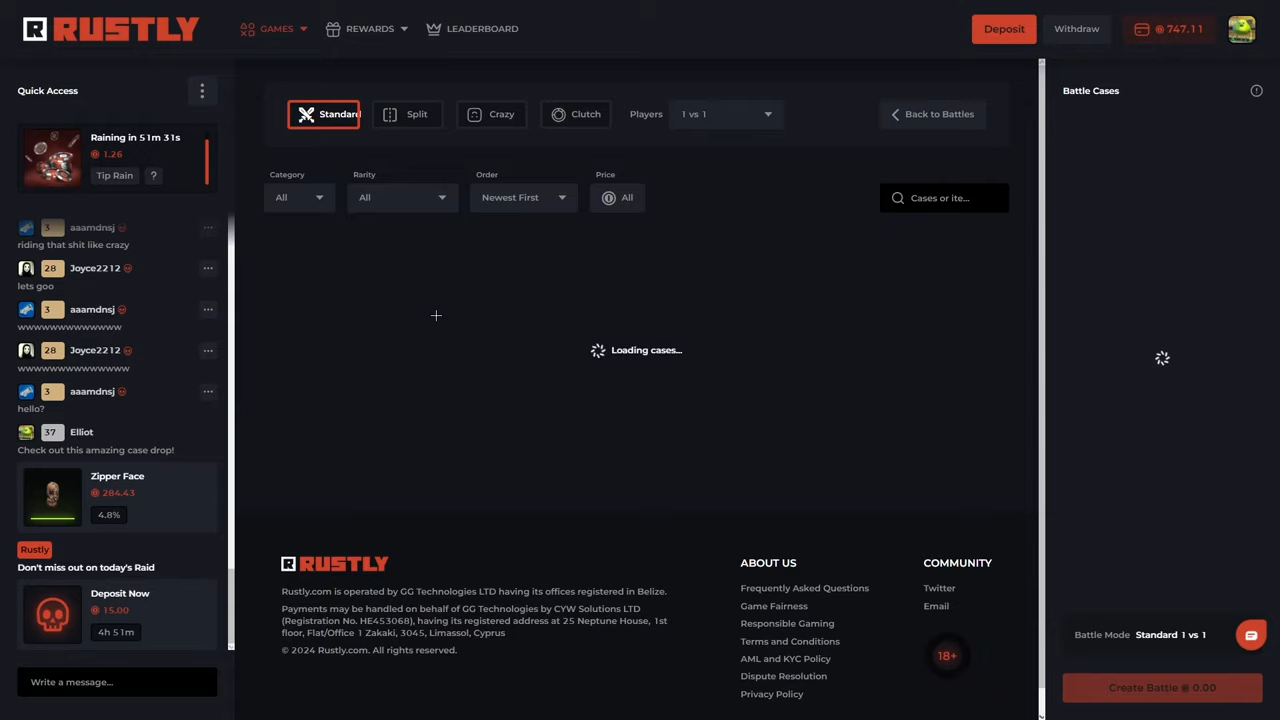 RUSTLY
GAMES
REWARDS
LEADERBOARD
Deposit
Withdraw
747.11
Quick Access
Raining in 51m 31s
1.26
Tip Rain
?
3 aaamdnsj
riding that shit like crazy
28 Joyce2212
lets goo
3 aaamdnsj
wwwwwwwwwwwww
28 Joyce2212
wwwwwwwwwwwwww
3 aaamdnsj
hello?
37 Elliot
Check out this amazing case drop!
Zipper Face
284.43
4.8%
Rustly
Don't miss out on today's Raid
Deposit Now
15.00
4h 51m
Write a message...
Standard
Split
Crazy
Clutch
Players
1 vs 1
Back to Battles
Category
All
Rarity
All
Order
Newest First
Price
All
Cases or ite...
Loading cases...
RUSTLY
Rustly.com is operated by GG Technologies LTD having its offices registered in Belize.
Payments may be handled on behalf of GG Technologies by CYW Solutions LTD
(Registration No. HE453068), having its registered address at 25 Neptune House, 1st
floor, Flat/Office 1 Zakaki, 3045, Limassol, Cyprus
© 2024 Rustly.com. All rights reserved.
ABOUT US
Frequently Asked Questions
Game Fairness
Responsible Gaming
Terms and Conditions
AML and KYC Policy
Dispute Resolution
Privacy Policy
COMMUNITY
Twitter
Email
18+
Battle Cases
Battle Mode Standard 1 vs 1
Create Battle 0.00